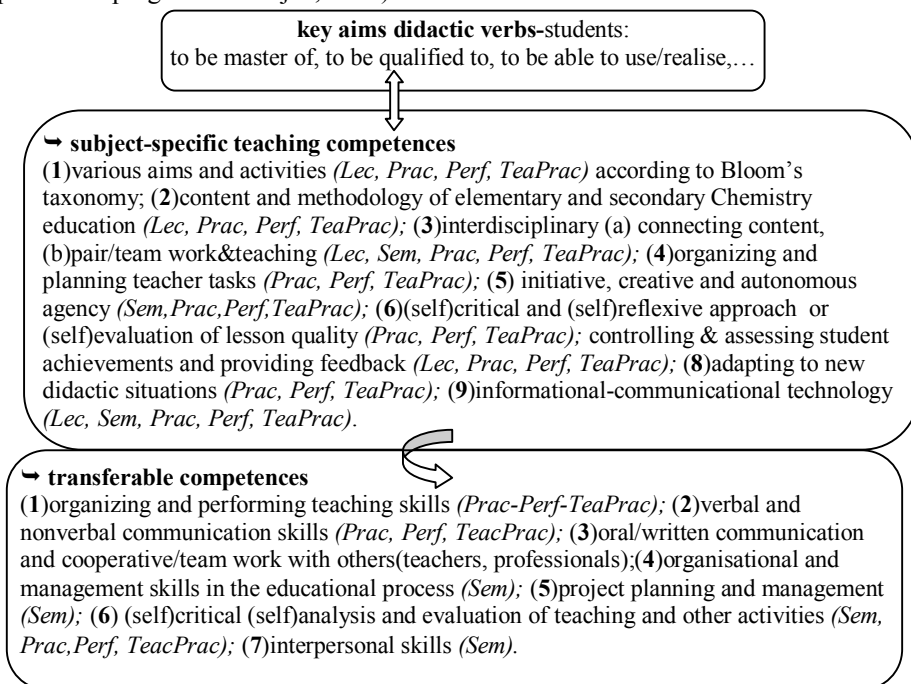 key aims didactic verbs-students:
to be master of, to be qualified to, to be able to use/realise,…
➥ subject-specific teaching competences
(1)various aims and activities (Lec, Prac, Perf, TeaPrac) according to Bloom's
taxonomy; (2)content and methodology of elementary and secondary Chemistry
education (Lec, Prac, Perf, TeaPrac); (3)interdisciplinary (a) connecting content,
(b)pair/team work&teaching (Lec, Sem, Prac, Perf, TeaPrac); (4)organizing and
planning teacher tasks (Prac, Perf, TeaPrac); (5) initiative, creative and autonomous
agency (Sem,Prac,Perf,TeaPrac); (6)(self)critical and (self)reflexive approach or
(self)evaluation of lesson quality (Prac, Perf, TeaPrac); controlling & assessing student
achievements and providing feedback (Lec, Prac, Perf, TeaPrac); (8)adapting to new
didactic situations (Prac, Perf, TeaPrac); (9)informational-communicational technology
(Lec, Sem, Prac, Perf, TeaPrac).
➥ transferable competences
(1)organizing and performing teaching skills (Prac-Perf-TeaPrac); (2)verbal and
nonverbal communication skills (Prac, Perf, TeacPrac); (3)oral/written communication
and cooperative/team work with others(teachers, professionals);(4)organisational and
management skills in the educational process (Sem); (5)project planning and management
(Sem); (6) (self)critical (self)analysis and evaluation of teaching and other activities (Sem,
Prac,Perf, TeacPrac); (7)interpersonal skills (Sem).